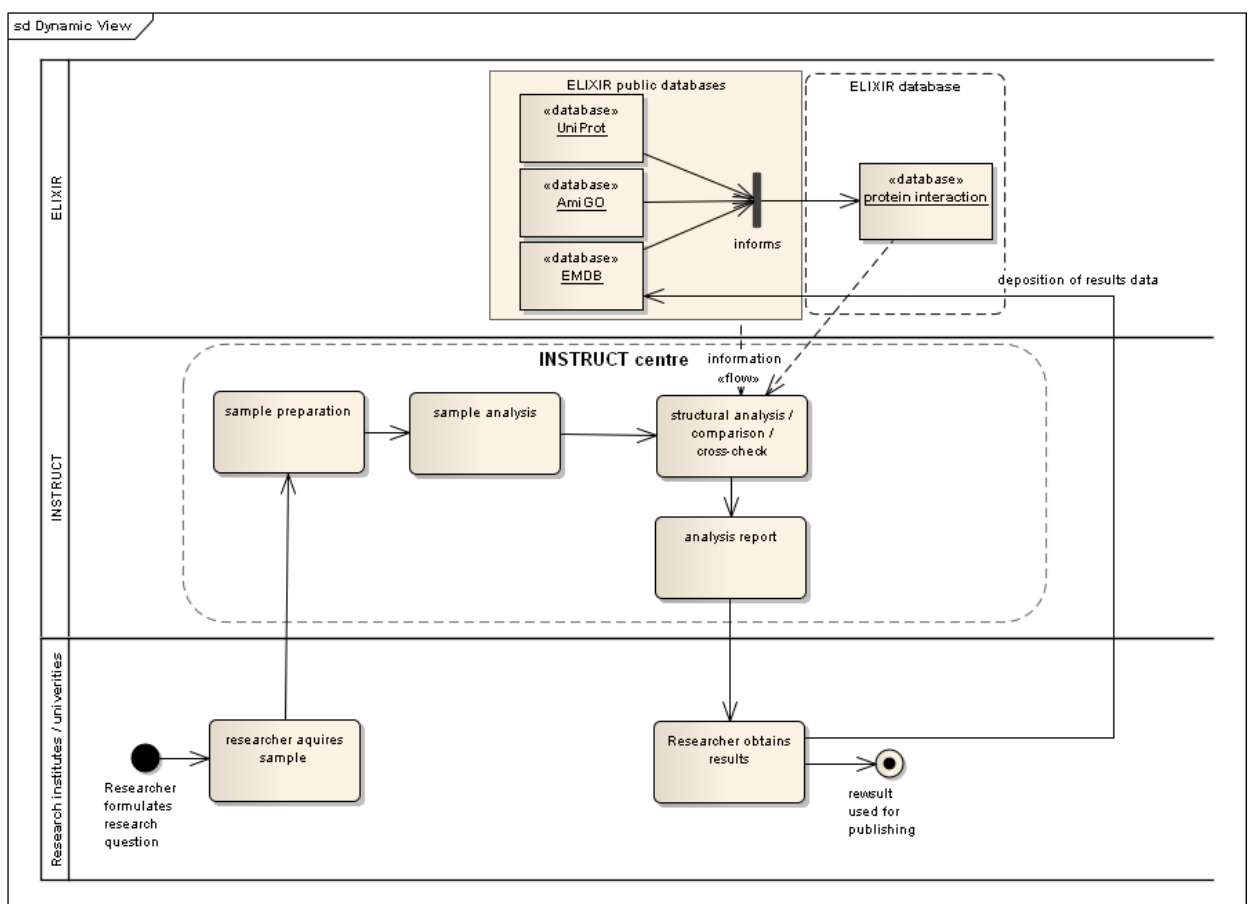 sd Dynamic View
ELIXIR
ELIXIR public databases
«database»
UniProt
«database»
AmiGO
«database»
EMDB
informs
ELIXIR database
«database»
protein interaction
deposition of results data
INSTRUCT
INSTRUCT centre
information
«flow»
sample preparation
sample analysis
structural analysis /
comparison /
cross-check
analysis report
Research institutes / univerities
Researcher
formulates
research
question
researcher aquires
sample
Researcher obtains
results
rewsult
used for
publishing